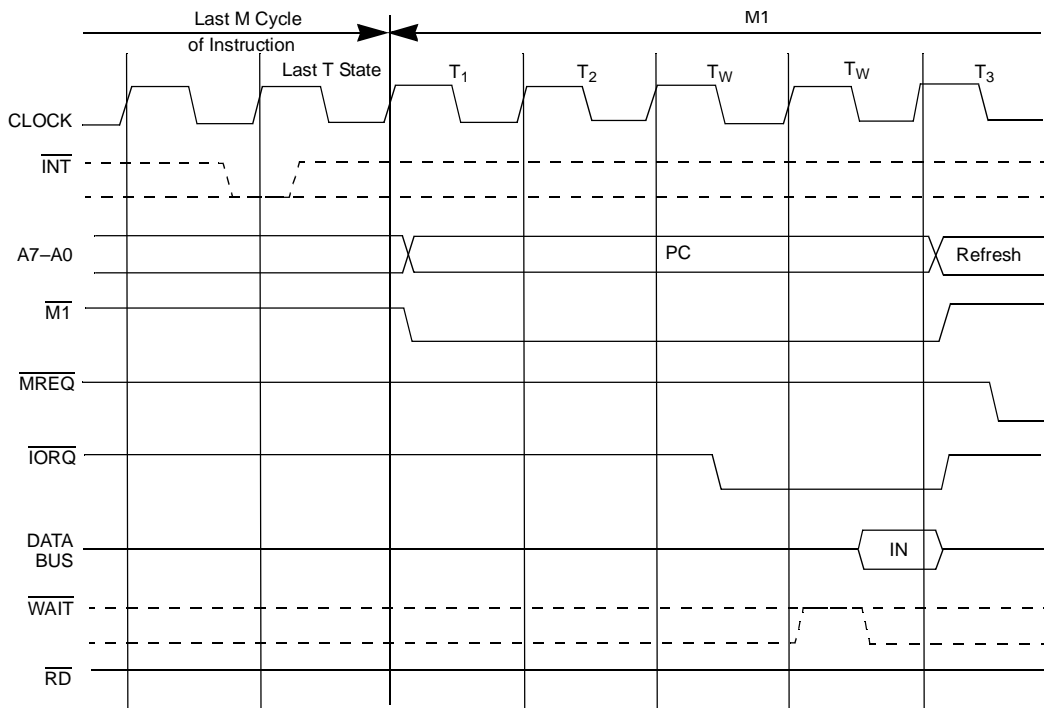 Last M Cycle
of Instruction
M1
Last T State
T1
T2
TW
TW
T3
CLOCK
INT
A7–A0
PC
Refresh
M1
MREQ
IORQ
DATA
BUS
IN
WAIT
RD